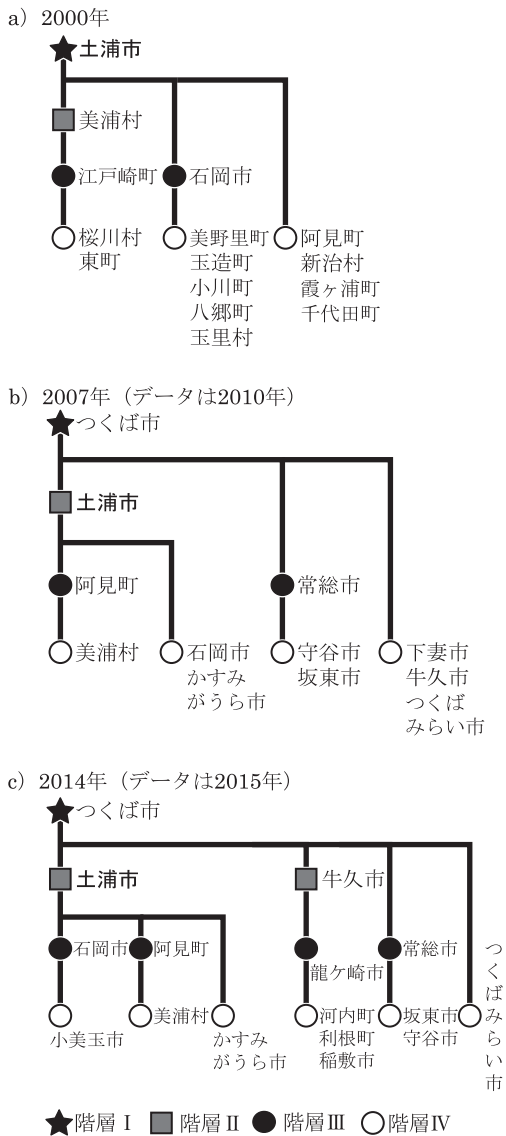 a）2000年
土浦市
美浦村
江戸崎町
石岡市
桜川村
東町
美野里町
玉造町
小川町
八郷町
玉里村
阿見町
新治村
霞ヶ浦町
千代田町
b）2007年（データは2010年）
つくば市
土浦市
阿見町
常総市
美浦村
石岡市
かすみ
がうら市
守谷市
坂東市
下妻市
牛久市
つくば
みらい市
c）2014年（データは2015年）
つくば市
土浦市
牛久市
石岡市
阿見町
龍ケ崎市
常総市
小美玉市
美浦村
かすみ
がうら市
河内町
利根町
稲敷市
坂東市
守谷市
つくばみらい市
階層Ⅰ 階層Ⅱ 階層Ⅲ 階層Ⅳ